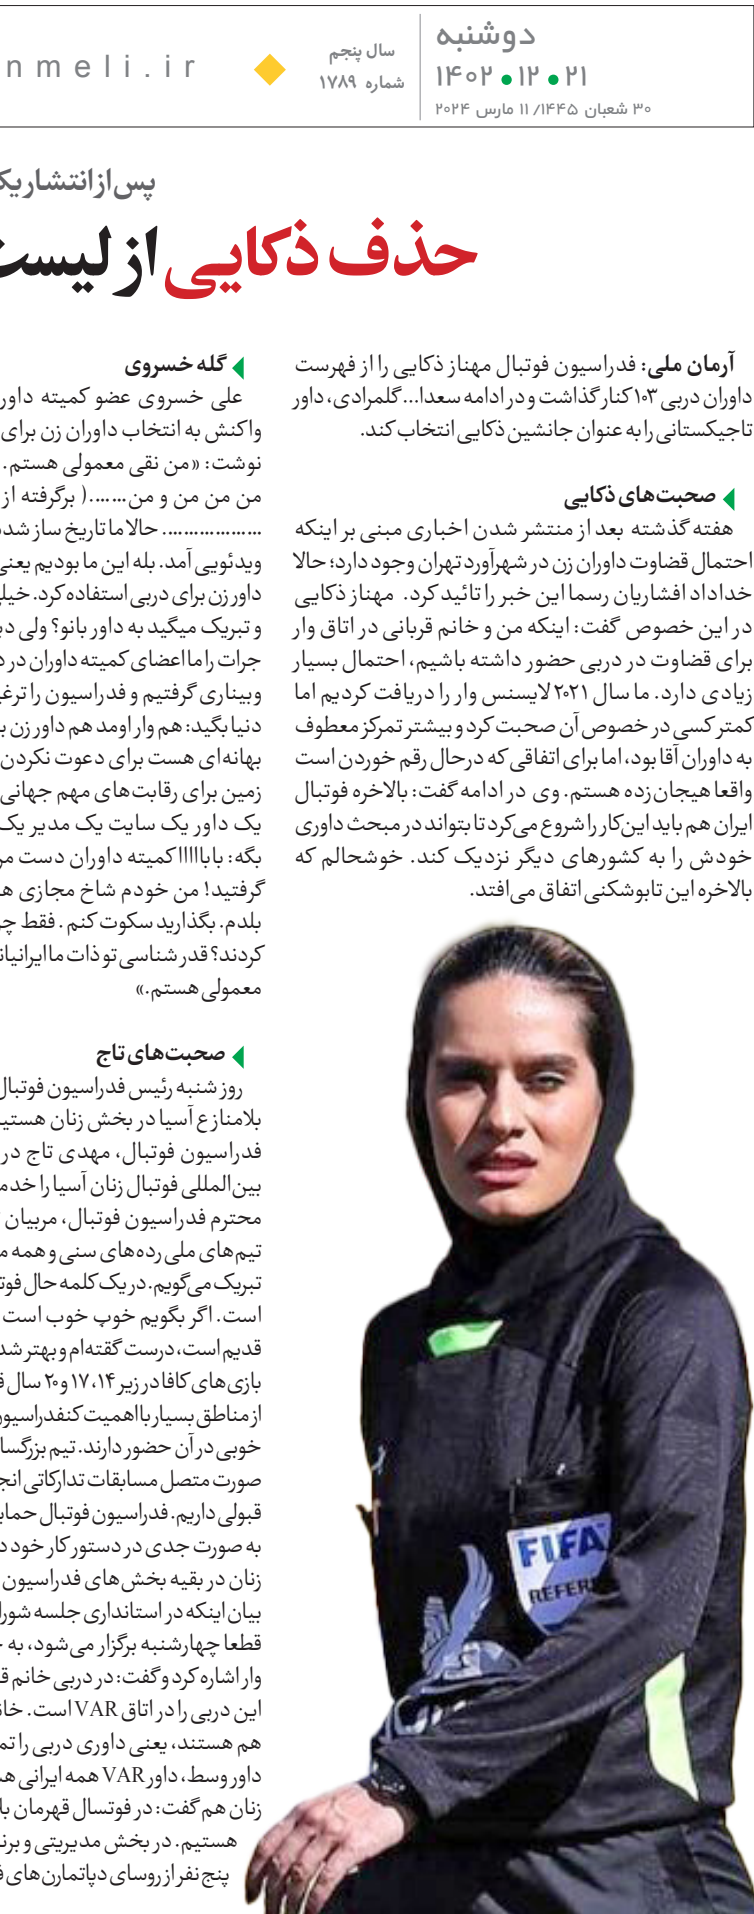 دوشنبه
۱۴۰۲ • ۱۲ • ۲۱
۳۰ شعبان ۱۴۴۵/ ۱۱ مارس ۲۰۲۴
سال پنجم
شماره ۱۷۸۹
nmeli.ir
پس از انتشار یک
حذف ذکایی از لیست
آرمان ملی: فدراسیون فوتبال مهناز ذکایی را از فهرست
داوران دربی ۱۰۳ کنار گذاشت و در ادامه سعدا... گلمرادی، داور
تاجیکستانی را به عنوان جانشین ذکایی انتخاب کند.
صحبت‌های ذکایی
هفته گذشته بعد از منتشر شدن اخباری مبنی بر اینکه
احتمال قضاوت داوران زن در شهرآورد تهران وجود دارد؛ حالا
خداداد افشاریان رسما این خبر را تائید کرد. مهناز ذکایی
در این خصوص گفت: اینکه من و خانم قربانی در اتاق وار
برای قضاوت در دربی حضور داشته باشیم، احتمال بسیار
زیادی دارد. ما سال ۲۰۲۱ لایسنس وار را دریافت کردیم اما
کمتر کسی در خصوص آن صحبت کرد و بیشتر تمرکز معطوف
به داوران آقا بود، اما برای اتفاقی که درحال رقم خوردن است
واقعا هیجان‌زده هستم. وی در ادامه گفت: بالاخره فوتبال
ایران هم باید این‌کار را شروع می‌کرد تا بتواند در مبحث داوری
خودش را به کشورهای دیگر نزدیک کند. خوشحالم که
بالاخره این تابوشکنی اتفاق می‌افتد.
FIFA
REFER
گله خسروی
علی خسروی عضو کمیته داور
واکنش به انتخاب داوران زن برای
نوشت: «من نقی معمولی هستم.
من من من و من.......( برگرفته از
.................. حالا ما تاریخ ساز شد
ویدئویی آمد. بله این ما بودیم یعنی
داور زن برای دربی استفاده کرد. خیل
و تبریک میگید به داور بانو؟ ولی د
جرات را ما اعضای کمیته داوران در د
وبیناری گرفتیم و فدراسیون را ترغی
دنیا بگید: هم وار اومد هم داور زن ب
بهانه‌ای هست برای دعوت نکردن
زمین برای رقابت‌های مهم جهانی
یک داور یک سایت یک مدیر یک
بگه: باباااااا کمیته داوران دست مر
گرفتید! من خودم شاخ مجازی ه
بلدم. بگذارید سکوت کنم . فقط چ
کردند؟ قدر شناسی تو ذات ما ایرانیان
معمولی هستم.»
صحبت‌های تاج
روز شنبه رئیس فدراسیون فوتبال
بلامنازع آسیا در بخش زنان هستی
فدراسیون فوتبال، مهدی تاج در
بین‌المللی فوتبال زنان آسیا را خدم
محترم فدراسیون فوتبال، مربیان
تیم‌های ملی رده‌های سنی و همه م
تبریک می‌گویم. در یک کلمه حال فوت
است. اگر بگویم خوپ خوب است
قدیم است، درست گفته‌ام و بهتر شد
بازی‌های کافا در زیر ۱۴، ۱۷ و ۲۰ سال ق
از مناطق بسیار بااهمیت کنفدراسیون
خوبی در آن حضور دارند. تیم بزرگسا
صورت متصل مسابقات تدارکاتی انج
قبولی داریم. فدراسیون فوتبال حمای
به صورت جدی در دستور کار خود د
زنان در بقیه بخش‌های فدراسیون
بیان اینکه در استانداری جلسه شورا
قطعا چهارشنبه برگزار می‌شود، به
وار اشاره کرد و گفت: در دربی خانم ق
این دربی را در اتاق VAR است. خان
هم هستند، یعنی داوری دربی را تم
داور وسط، داور VAR همه ایرانی ه
زنان هم گفت: در فوتسال قهرمان با
هستیم. در بخش مدیریتی و برن
پنج نفر از روسای دپاتمارن‌های ف